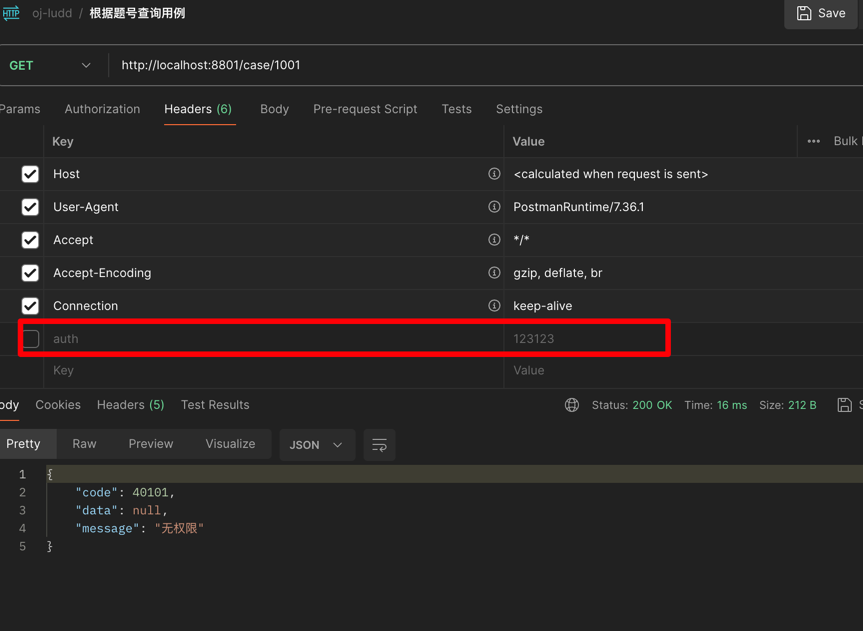 HTTP oj-ludd / 根据题号查询用例 Save
GET http://localhost:8801/case/1001
Params Authorization Headers (6) Body Pre-request Script Tests Settings
Key Value Bulk
Host <calculated when request is sent>
User-Agent PostmanRuntime/7.36.1
Accept */*
Accept-Encoding gzip, deflate, br
Connection keep-alive
auth 123123
Key Value
ody Cookies Headers (5) Test Results Status: 200 OK Time: 16 ms Size: 212 B S
Pretty Raw Preview Visualize JSON
1 {
2 "code": 40101,
3 "data": null,
4 "message": "无权限"
5 }